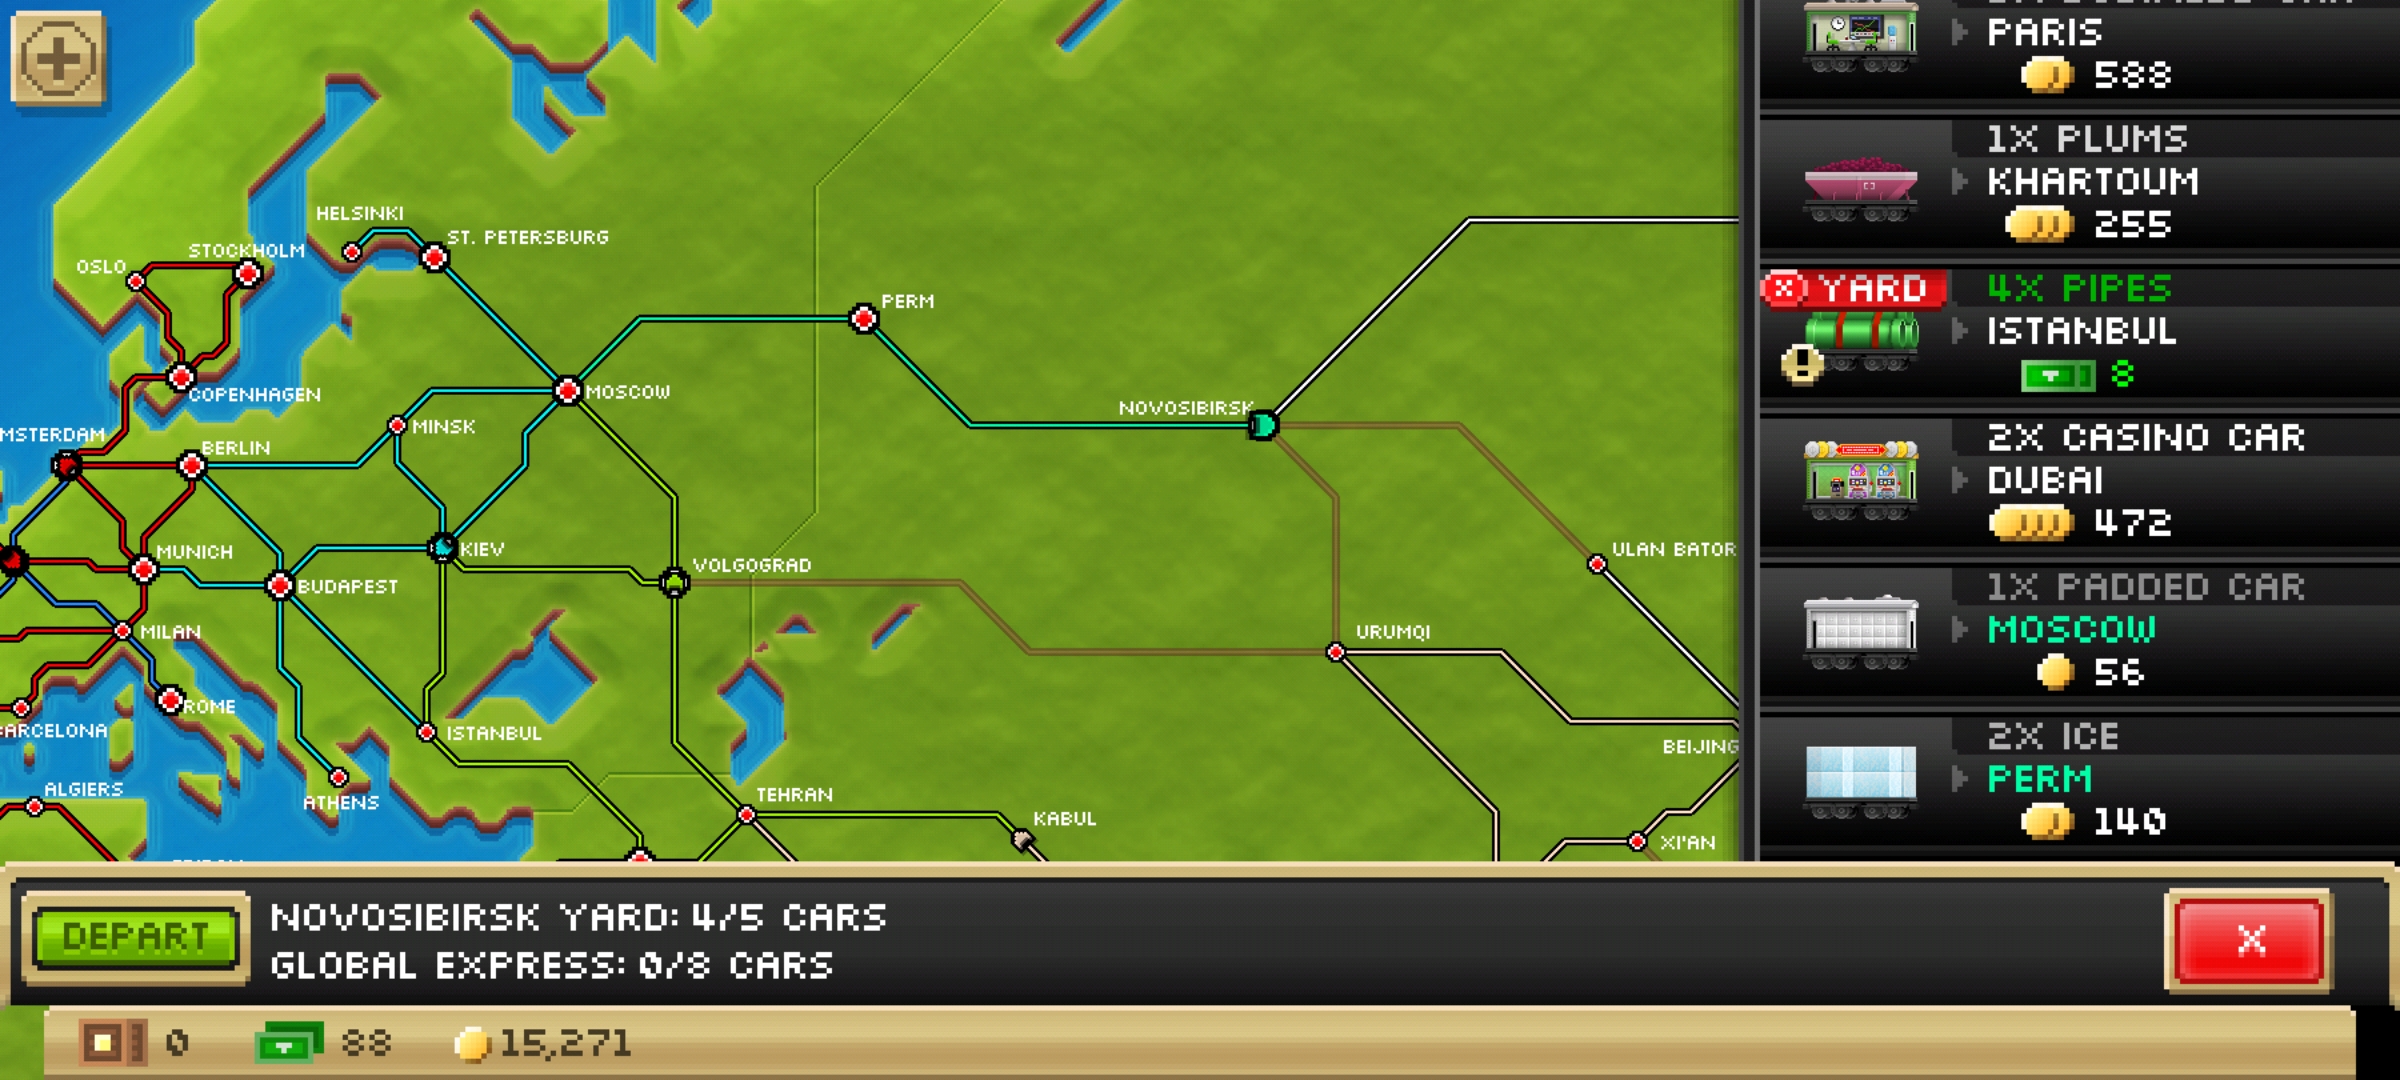 HELSINKI
ST. PETERSBURG
STOCKHOLM
OSLO
PERM
COPENHAGEN
MOSCOW
NOVOSIBIRSK
MINSK
MSTERDAM
BERLIN
MUNICH
KIEV
ULAN BATOR
VOLGOGRAD
BUDAPEST
MILAN
URUMQI
ROME
ARCELONA
ISTANBUL
BEIJING
ALGIERS
ATHENS
TEHRAN
KABUL
XI'AN
PARIS
588
1X PLUMS
KHARTOUM
255
X YARD
4X PIPES
ISTANBUL
! 8
2X CASINO CAR
DUBAI
472
1X PADDED CAR
MOSCOW
56
2X ICE
PERM
140
DEPART
NOVOSIBIRSK YARD: 4/5 CARS
GLOBAL EXPRESS: 0/8 CARS
X
0 88 15,271